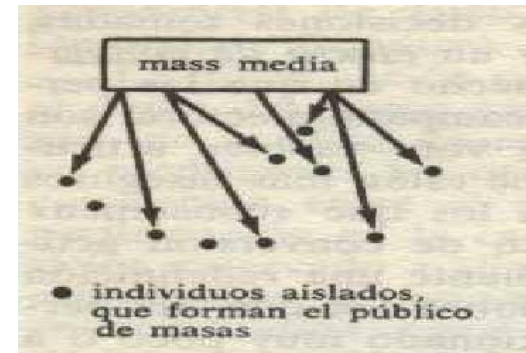 mass media
● individuos aislados,
que forman el público
de masas